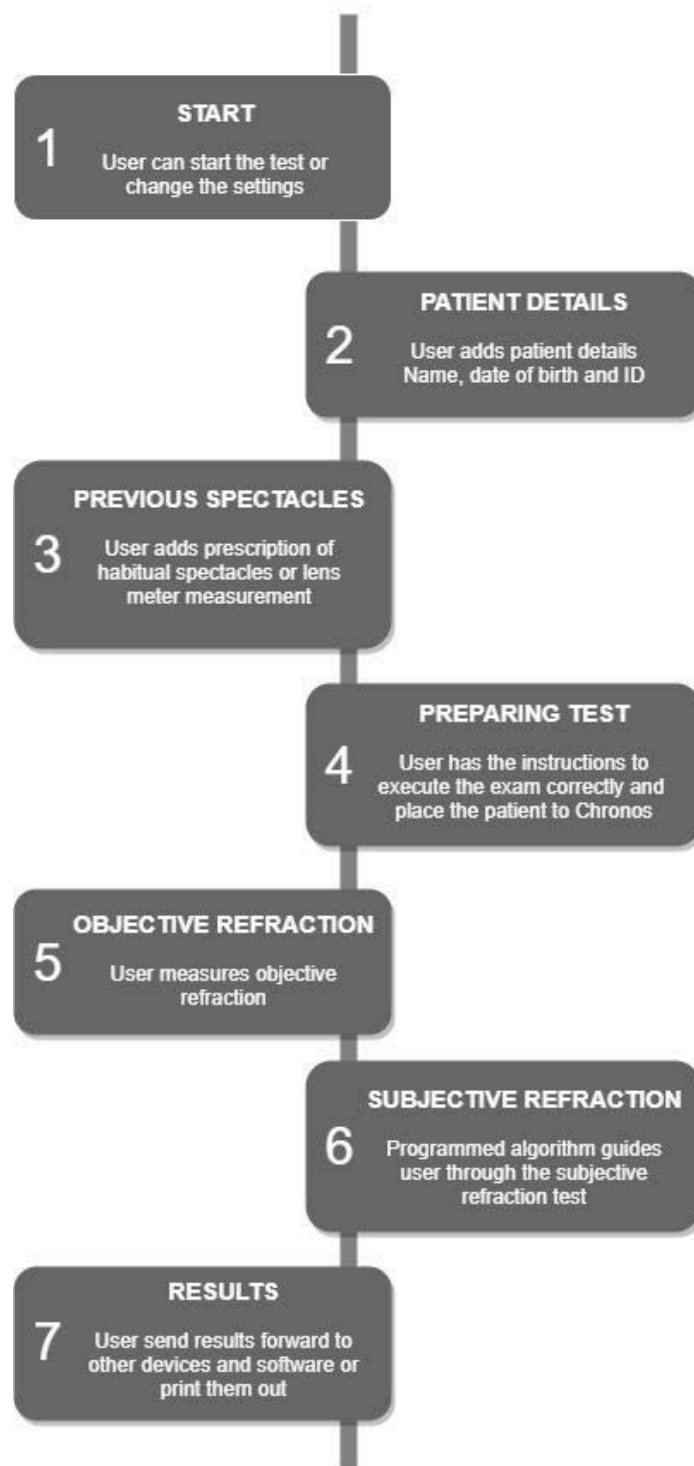 START
1
User can start the test or
change the settings
PATIENT DETAILS
2
User adds patient details
Name, date of birth and ID
PREVIOUS SPECTACLES
3
User adds prescription of
habitual spectacles or lens
meter measurement
PREPARING TEST
4
User has the instructions to
execute the exam correctly and
place the patient to Chronos
OBJECTIVE REFRACTION
5
User measures objective
refraction
SUBJECTIVE REFRACTION
6
Programmed algorithm guides
user through the subjective
refraction test
RESULTS
7
User send results forward to
other devices and software or
print them out